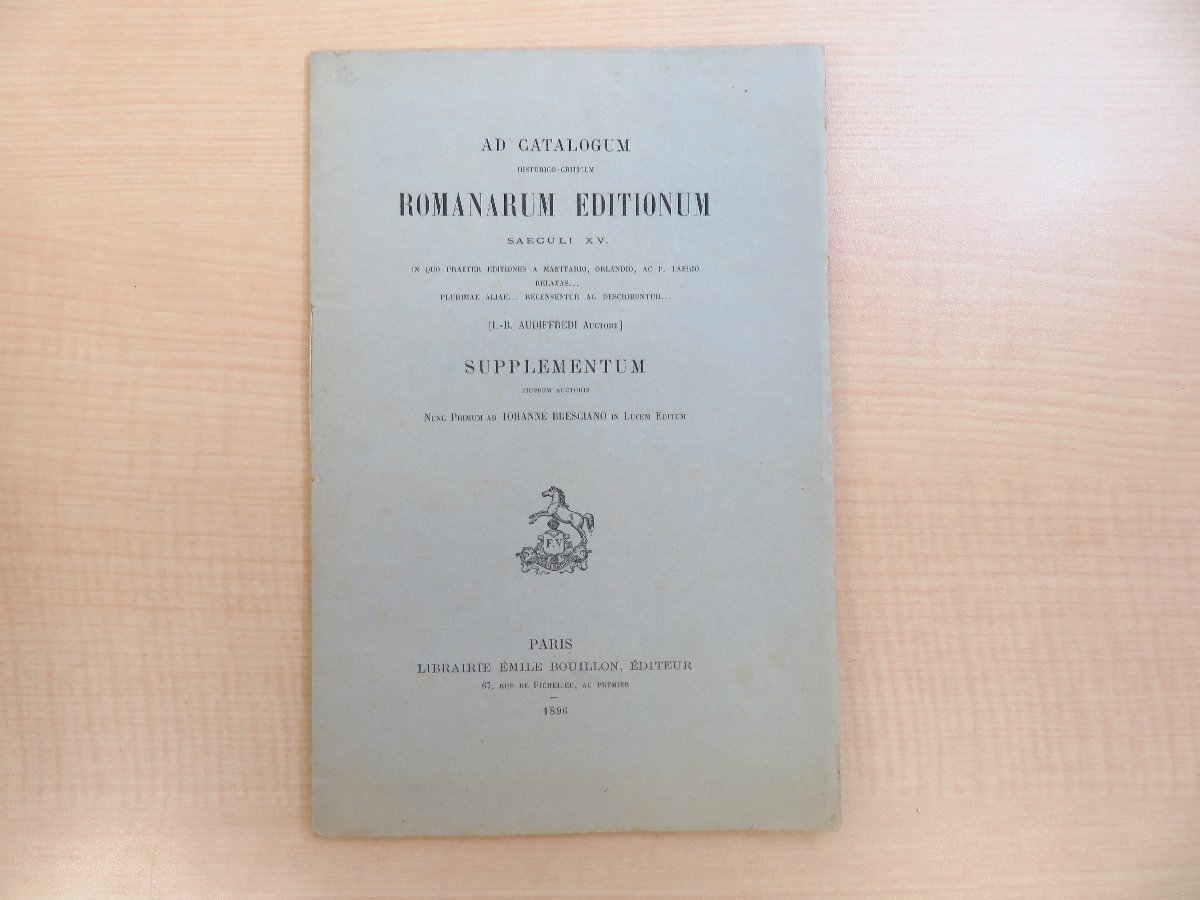 AD CATALOGUM
HISTORICO-CRITICUM
ROMANARUM EDITIONUM
SAECULI XV.
IN QUO PRAETER EDITIONES A MAETTARIO, ORLANDIO, AC P. LAERIO
RELATAS...
PLURIMAE ALIAE... RECENSENTUR AC DESCRIBUNTUR...
[I.-B. AUDIFFREDI AUCTORE]
SUPPLEMENTUM
EIUSDEM AUCTORIS
NUNC PRIMUM AB IOHANNE BRESCIANO IN LUCEM EDITUM
F.V
PARIS
LIBRAIRIE ÉMILE BOUILLON, ÉDITEUR
67, RUE DE RICHELIEU, AU PREMIER
1896